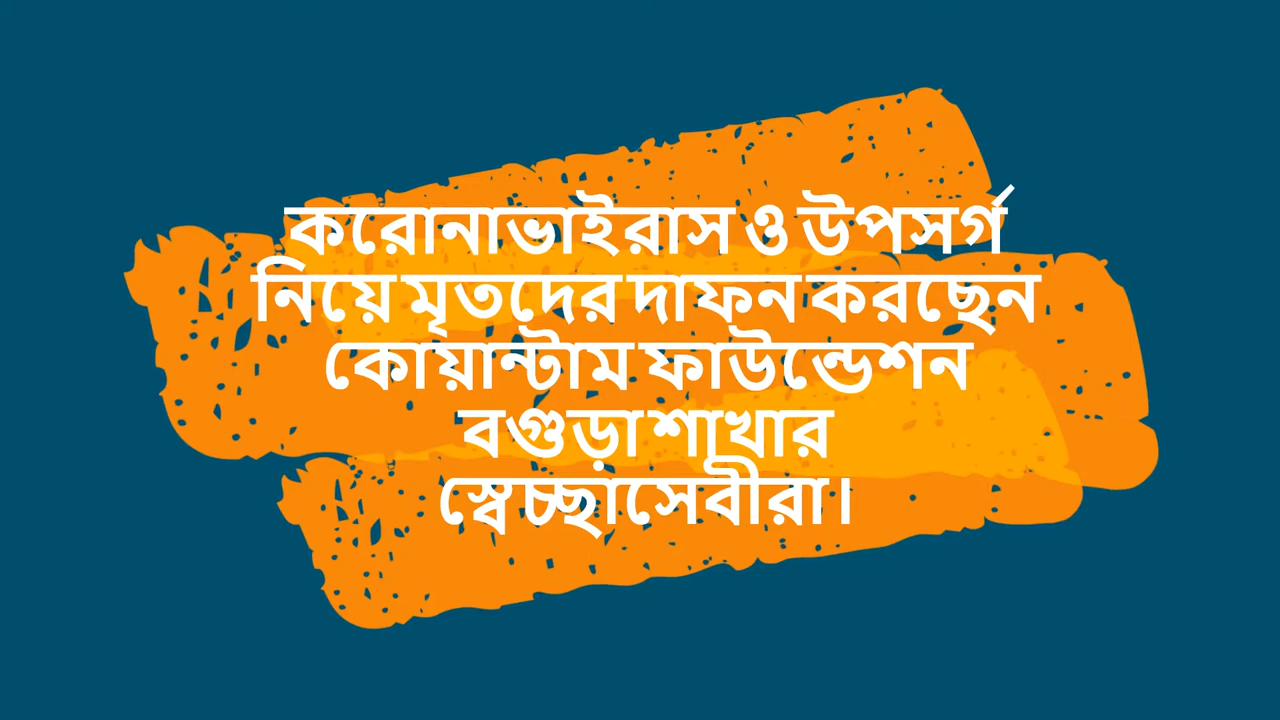 করোনাভাইরাস ও উপসর্গ
নিয়ে মৃতদের দাফন করছেন
কোয়ান্টাম ফাউন্ডেশন
বগুড়া শাখার
স্বেচ্ছাসেবীরা।